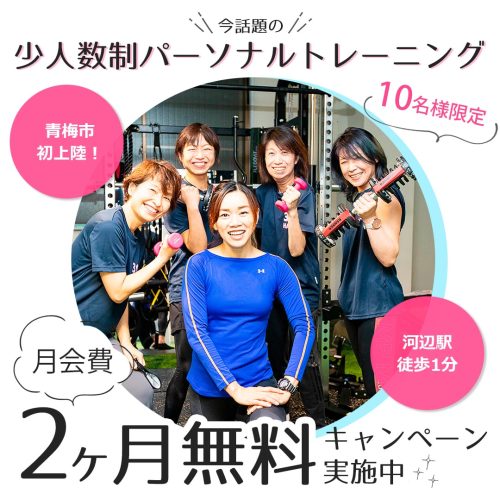 今話題の
少人数制パーソナルトレーニング
10名様限定
青梅市
初上陸！
河辺駅
徒歩1分
月会費
2ヶ月無料
キャンペーン
実施中